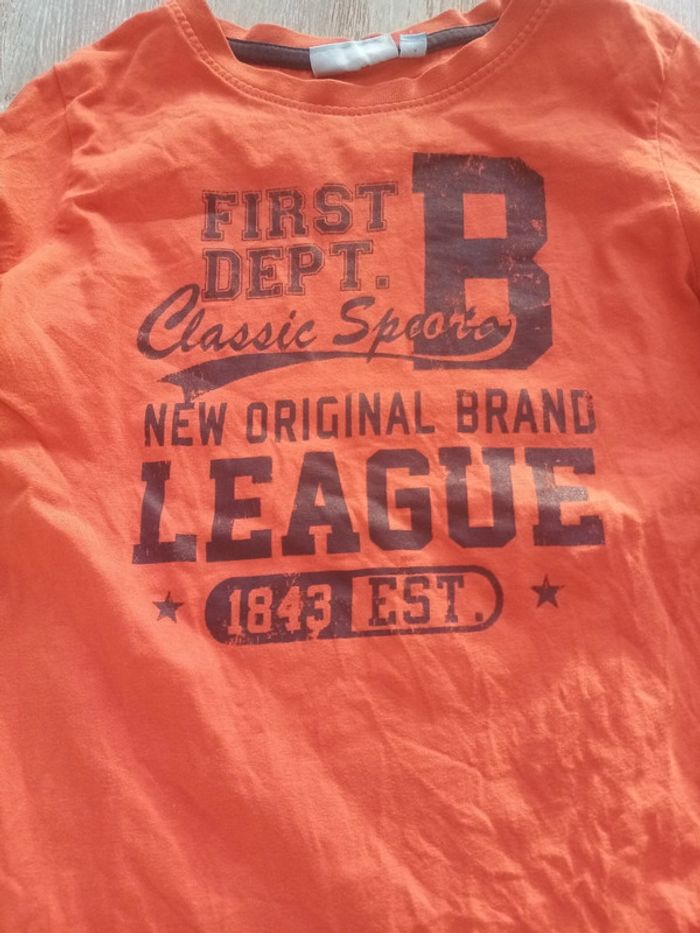 FIRST B
DEPT.
Classic Sports
NEW ORIGINAL BRAND
LEAGUE
1843 EST.